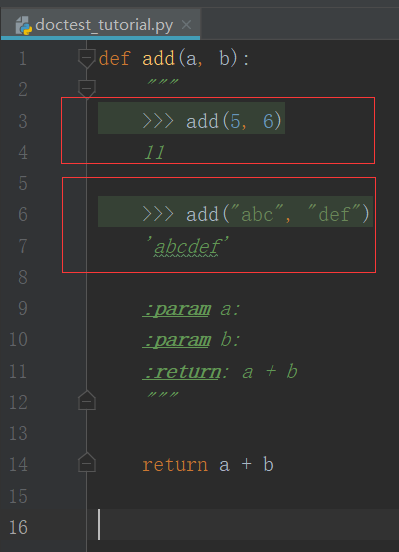 doctest_tutorial.py
1 def add(a, b):
2 """
3 >>> add(5, 6)
4 11
5
6 >>> add("abc", "def")
7 'abcdef'
8
9 :param a:
10 :param b:
11 :return: a + b
12 """
13
14 return a + b
15
16